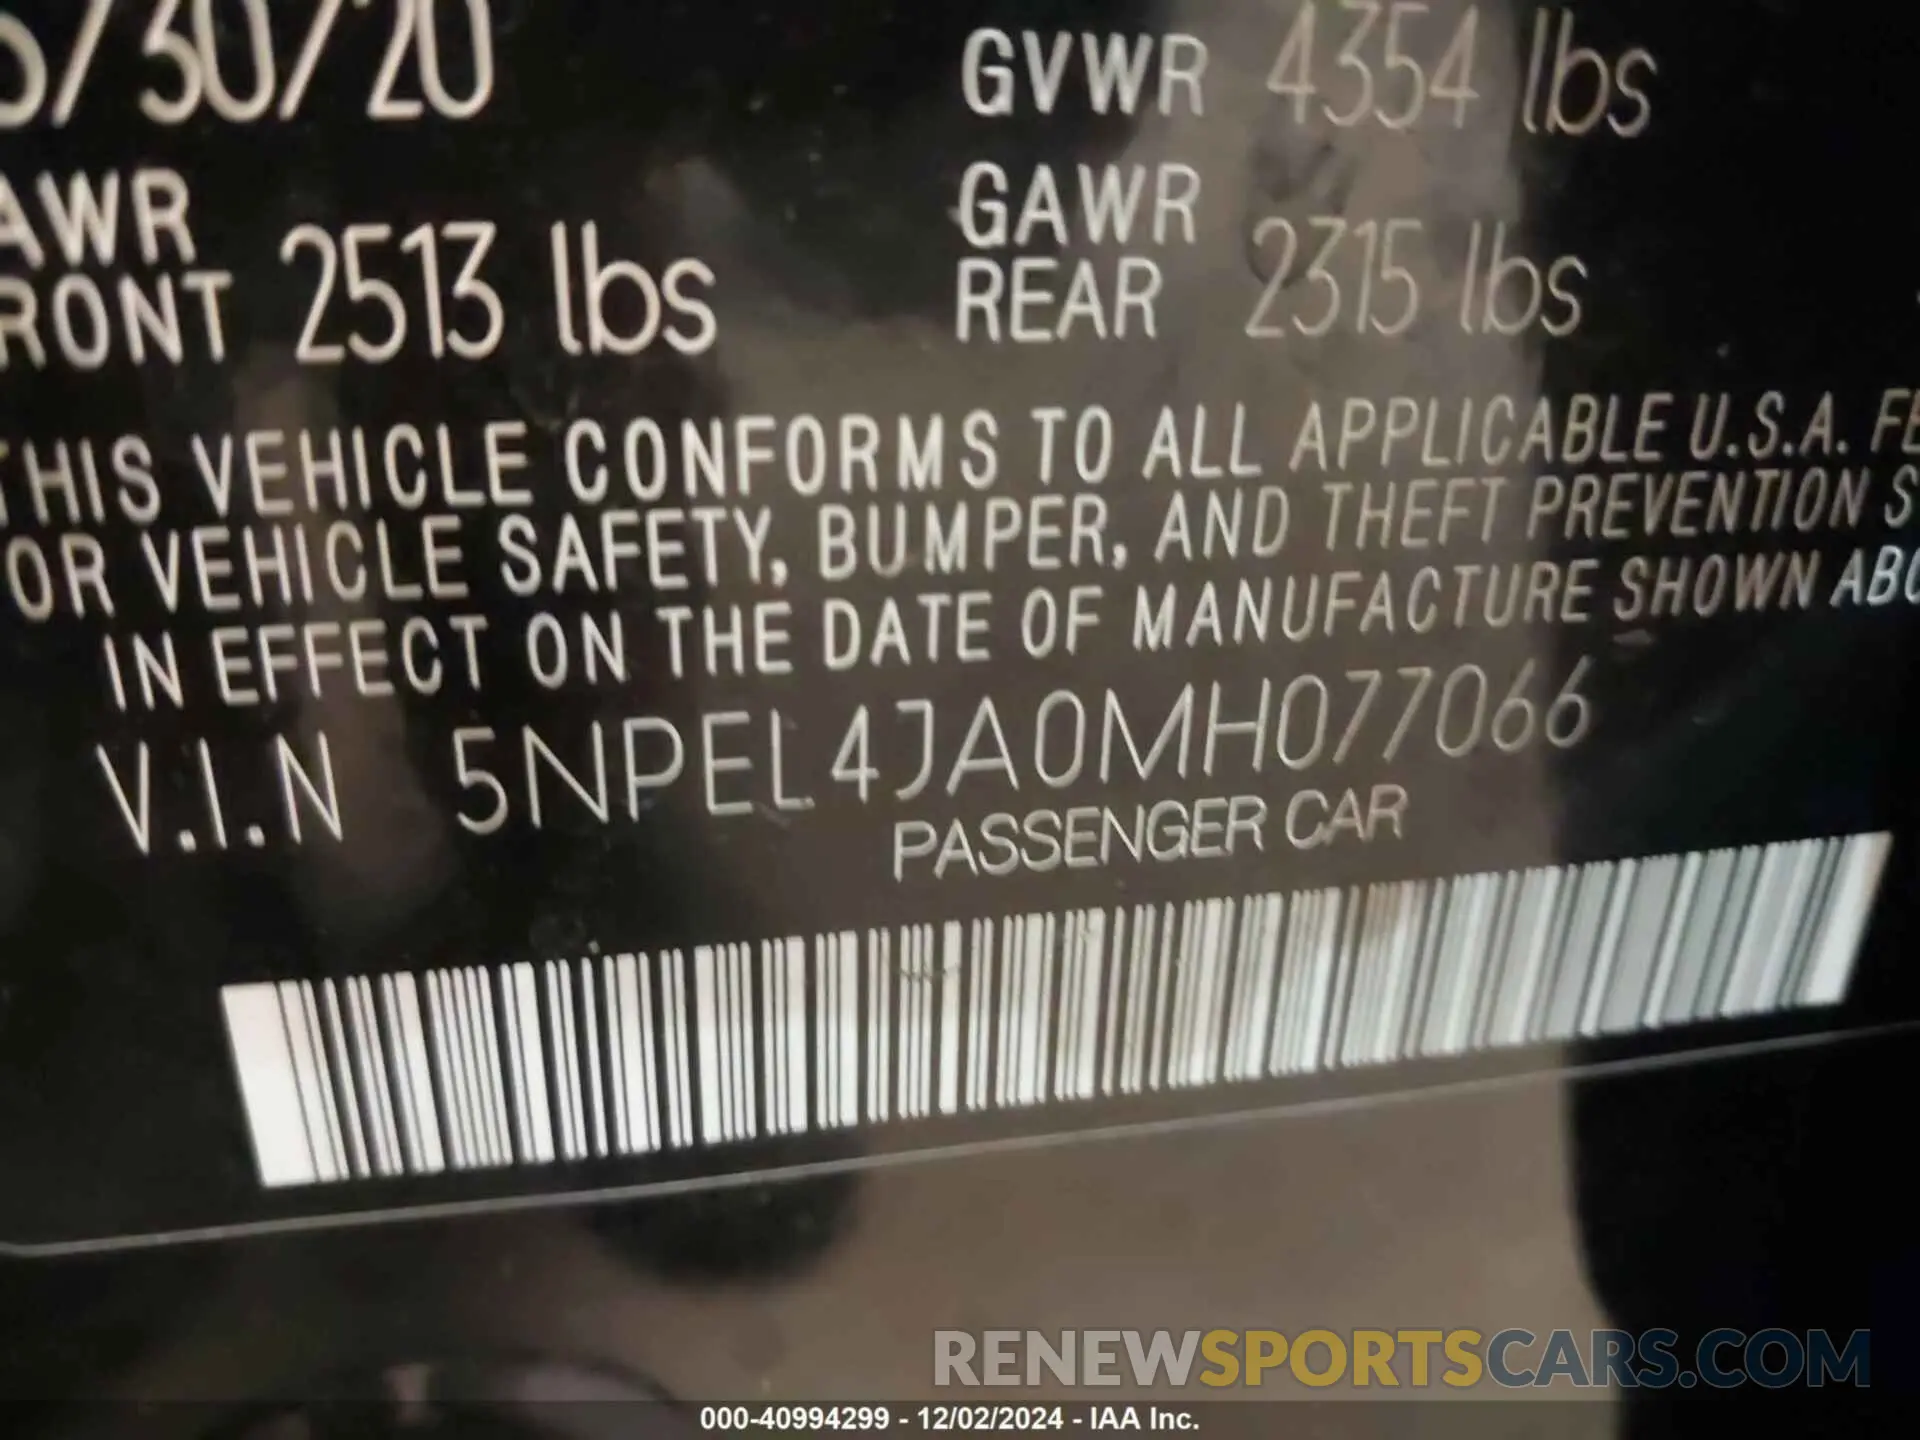 /30/20
GVWR 4354 lbs
GAWR
REAR 2315 lbs
AWR
RONT 2513 lbs
THIS VEHICLE CONFORMS TO ALL APPLICABLE U.S.A. FE
OR VEHICLE SAFETY, BUMPER, AND THEFT PREVENTION S
IN EFFECT ON THE DATE OF MANUFACTURE SHOWN ABO
V.I.N 5NPEL4JA0MH077066
PASSENGER CAR
RENEWSPORTSCARS.COM
000-40994299 - 12/02/2024 - IAA Inc.